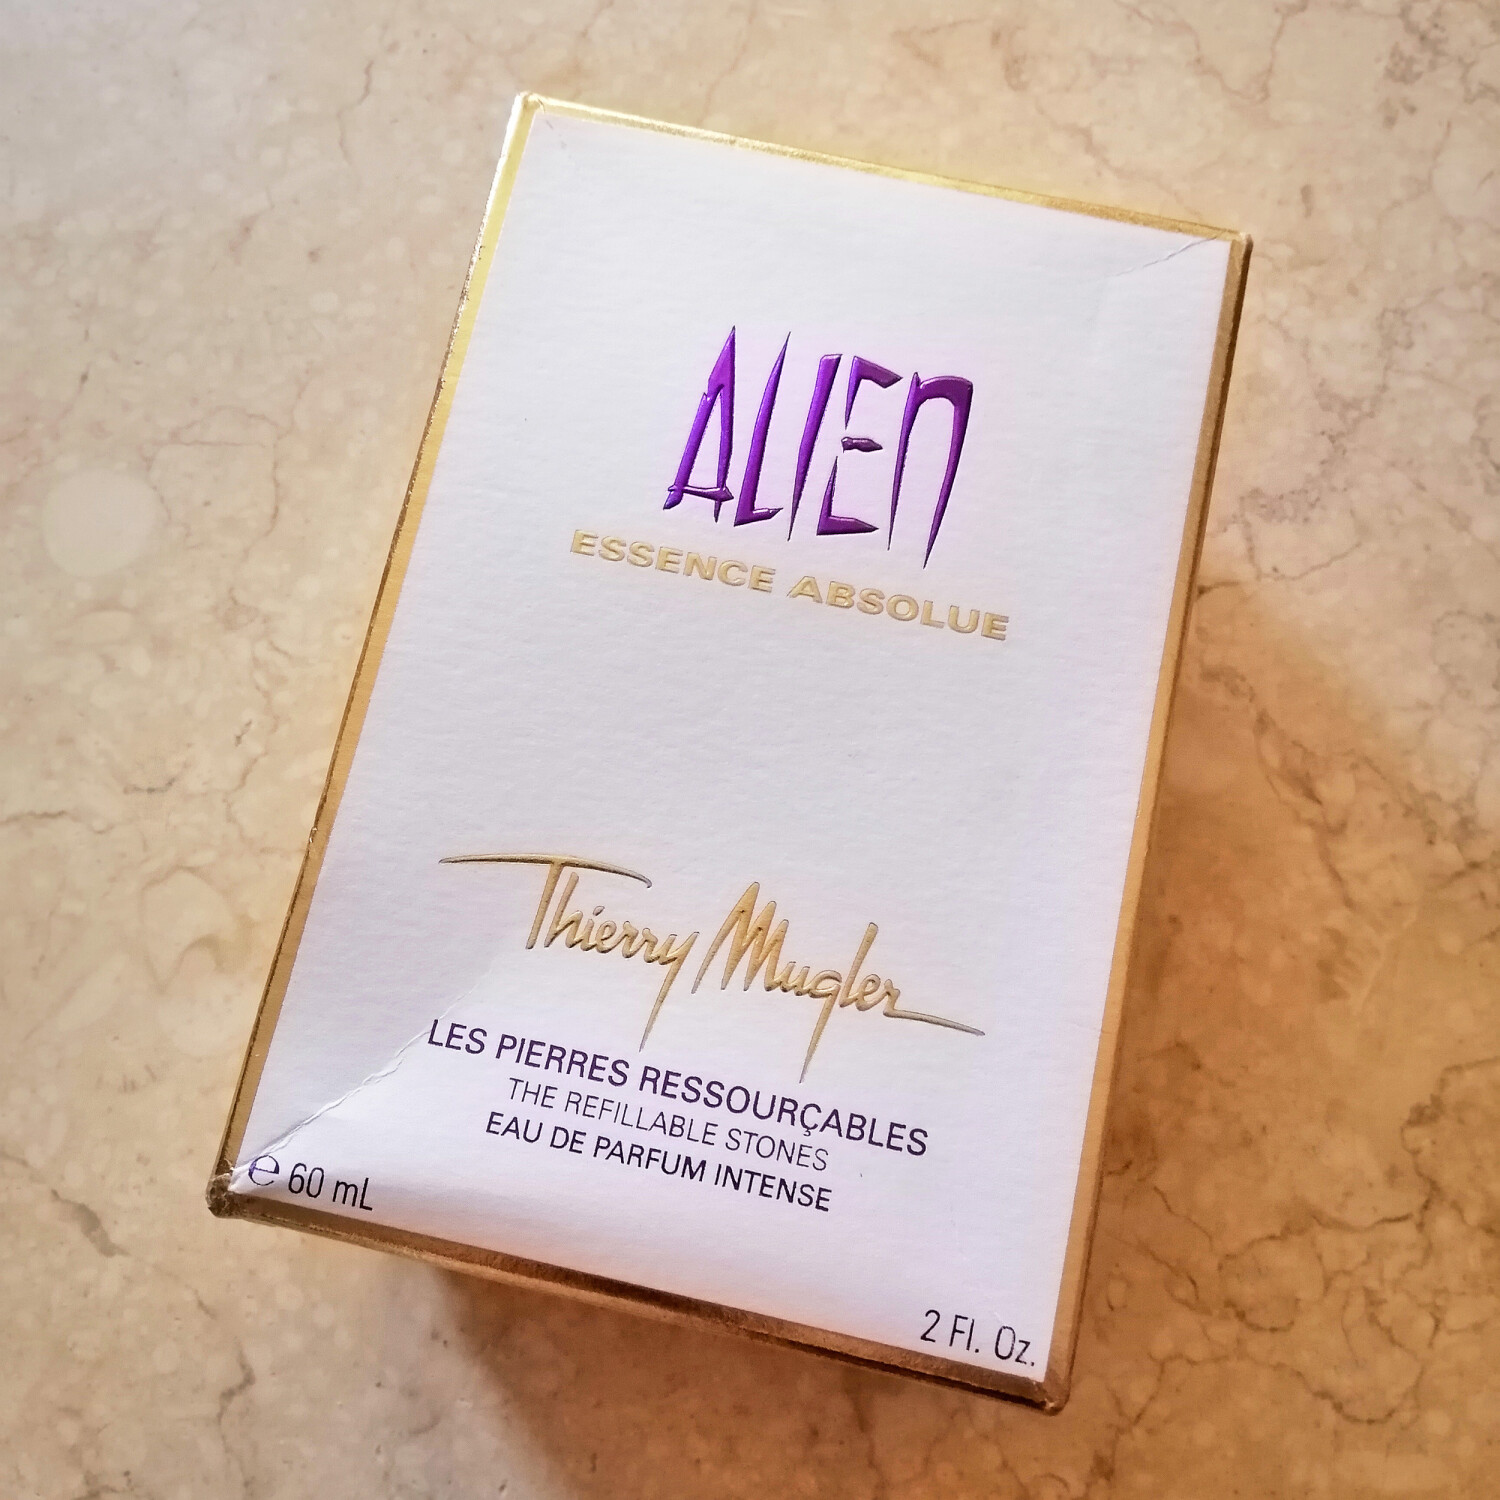 ALIEN
ESSENCE ABSOLUE
Thierry Mugler
LES PIERRES RESSOURÇABLES
THE REFILLABLE STONES
EAU DE PARFUM INTENSE
℮ 60 mL
2 Fl. Oz.